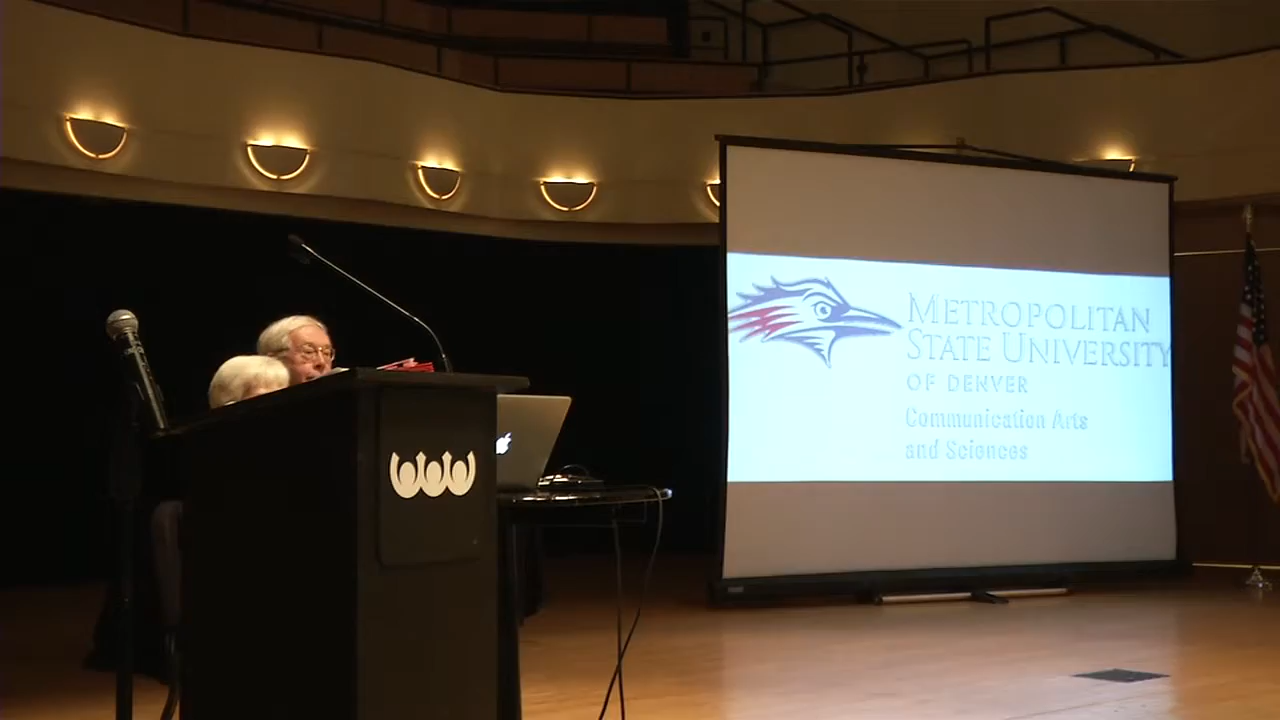 METROPOLITAN
STATE UNIVERSITY
OF DENVER
Communication Arts
and Sciences